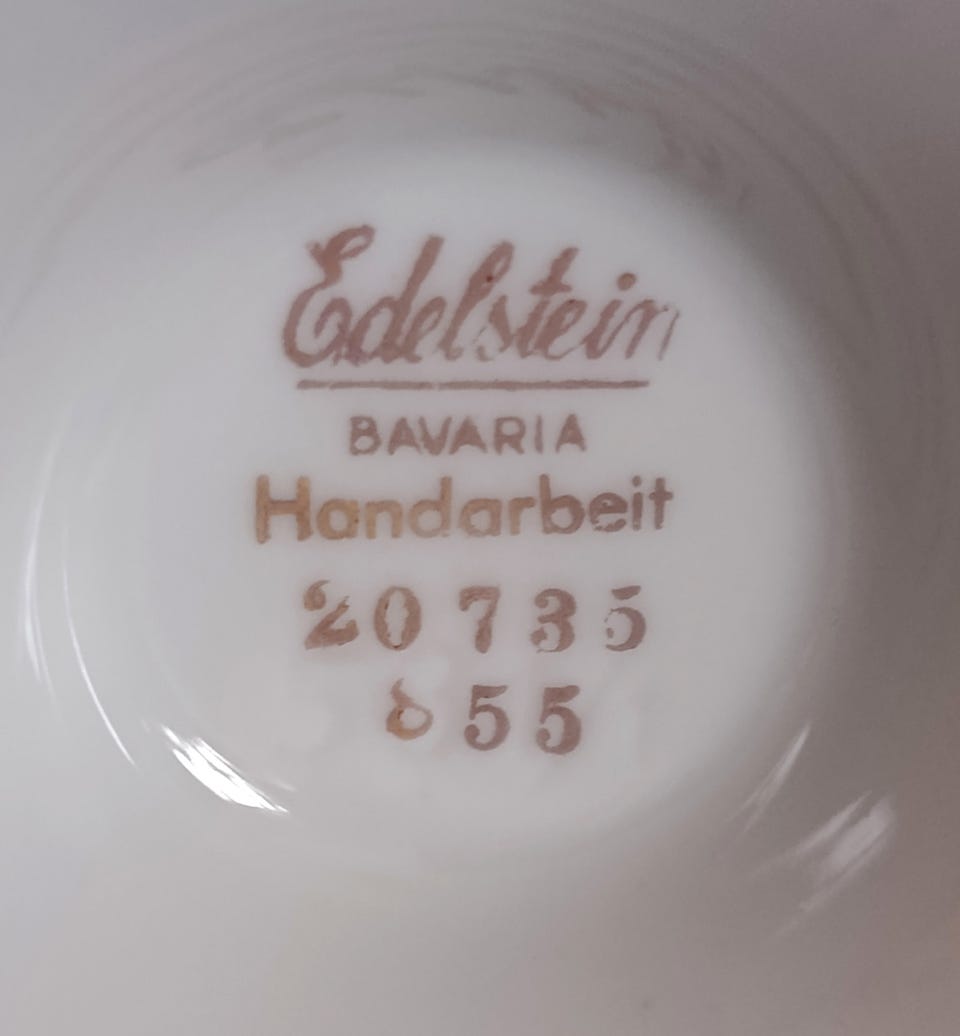 Edelstein
BAVARIA
Handarbeit
20735
855